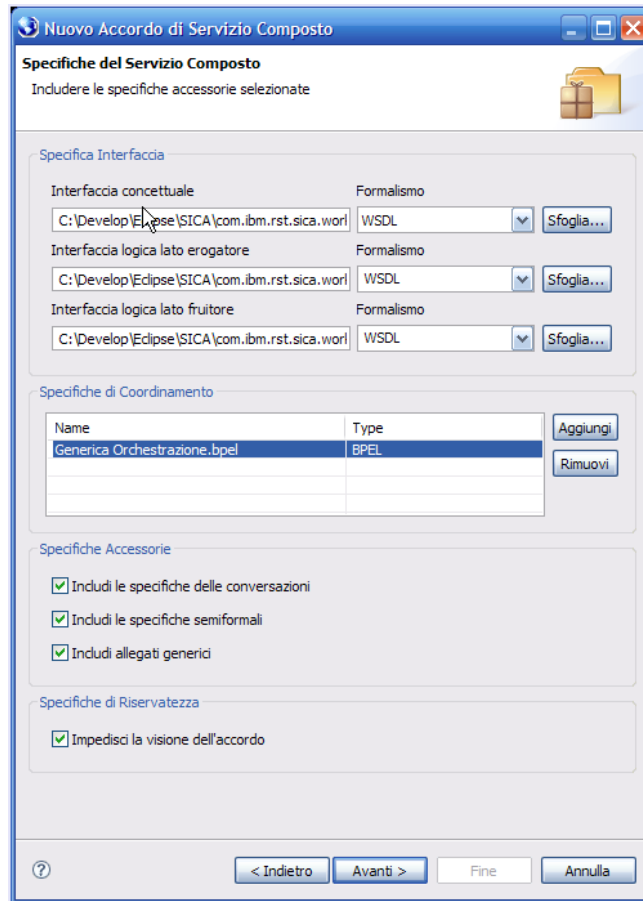 Nuovo Accordo di Servizio Composto
Specifiche del Servizio Composto
Includere le specifiche accessorie selezionate
Specifica Interfaccia
Interfaccia concettuale Formalismo
C:\Develop\Eclipse\SICA\com.ibm.rst.sica.worl WSDL Sfoglia...
Interfaccia logica lato erogatore Formalismo
C:\Develop\Eclipse\SICA\com.ibm.rst.sica.worl WSDL Sfoglia...
Interfaccia logica lato fruitore Formalismo
C:\Develop\Eclipse\SICA\com.ibm.rst.sica.worl WSDL Sfoglia...
Specifiche di Coordinamento
Name Type Aggiungi
Generica Orchestrazione.bpel BPEL
Rimuovi
Specifiche Accessorie
Includi le specifiche delle conversazioni
Includi le specifiche semiformali
Includi allegati generici
Specifiche di Riservatezza
Impedisci la visione dell'accordo
? < Indietro Avanti > Fine Annulla